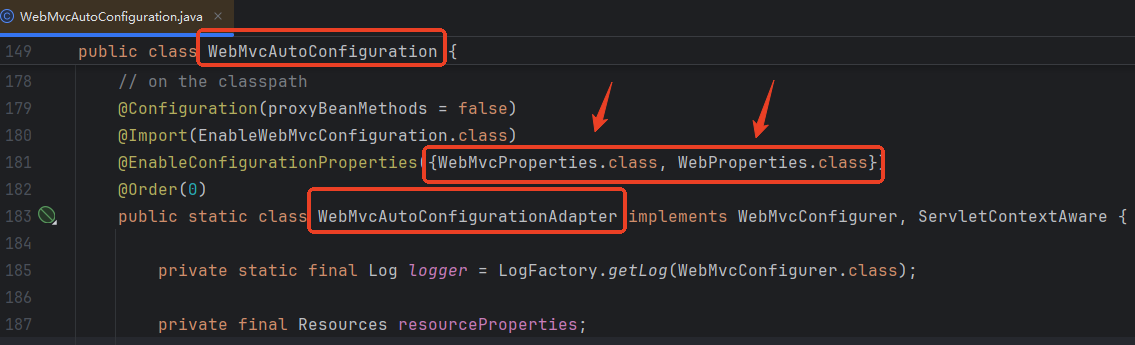 WebMvcAutoConfiguration.java ×
149 public class WebMvcAutoConfiguration {
178 // on the classpath
179 @Configuration(proxyBeanMethods = false)
180 @Import(EnableWebMvcConfiguration.class)
181 @EnableConfigurationProperties({WebMvcProperties.class, WebProperties.class})
182 @Order(0)
183 public static class WebMvcAutoConfigurationAdapter implements WebMvcConfigurer, ServletContextAware {
184
185 private static final Log logger = LogFactory.getLog(WebMvcConfigurer.class);
186
187 private final Resources resourceProperties;